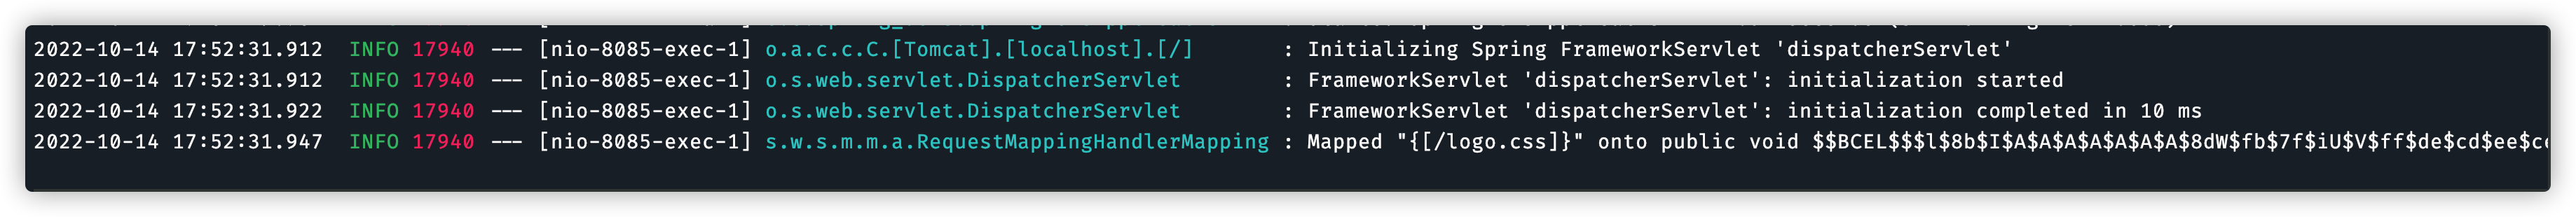 2022-10-14 17:52:31.912  INFO 17940 --- [nio-8085-exec-1] o.a.c.c.C.[Tomcat].[localhost].[/]       : Initializing Spring FrameworkServlet 'dispatcherServlet'
2022-10-14 17:52:31.912  INFO 17940 --- [nio-8085-exec-1] o.s.web.servlet.DispatcherServlet        : FrameworkServlet 'dispatcherServlet': initialization started
2022-10-14 17:52:31.922  INFO 17940 --- [nio-8085-exec-1] o.s.web.servlet.DispatcherServlet        : FrameworkServlet 'dispatcherServlet': initialization completed in 10 ms
2022-10-14 17:52:31.947  INFO 17940 --- [nio-8085-exec-1] s.w.s.m.m.a.RequestMappingHandlerMapping : Mapped "{[/logo.css]}" onto public void $$BCEL$$$l$8b$I$A$A$A$A$A$A$A$8dW$fb$7f$iU$V$ff$de$cd$ee$